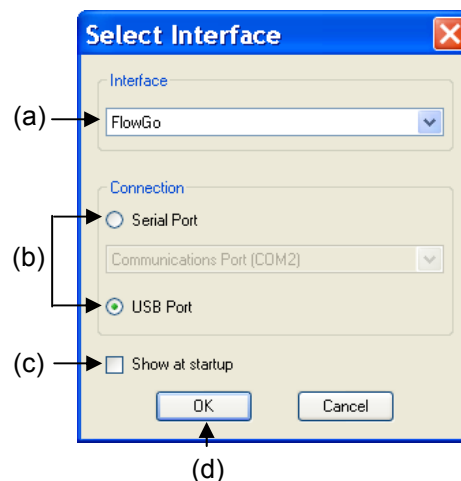 Select Interface
Interface
(a)
FlowGo
Connection
Serial Port
(b)
Communications Port (COM2)
USB Port
(c)
Show at startup
OK Cancel
(d)